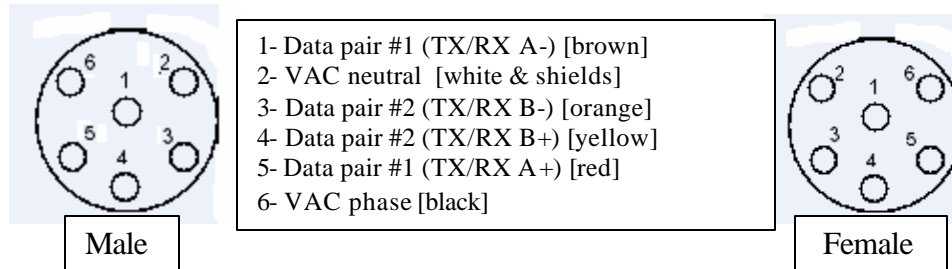 6
1
2
5
4
3
Male
1- Data pair #1 (TX/RX A-) [brown]
2- VAC neutral [white & shields]
3- Data pair #2 (TX/RX B-) [orange]
4- Data pair #2 (TX/RX B+) [yellow]
5- Data pair #1 (TX/RX A+) [red]
6- VAC phase [black]
2
1
6
3
4
5
Female